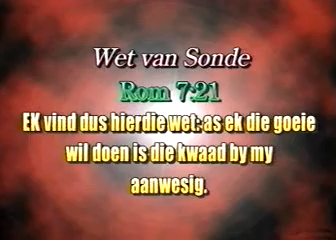 Wet van Sonde
Rom 7:21
EK vind dus hierdie wet: as ek die goeie
wil doen is die kwaad by my
aanwesig.